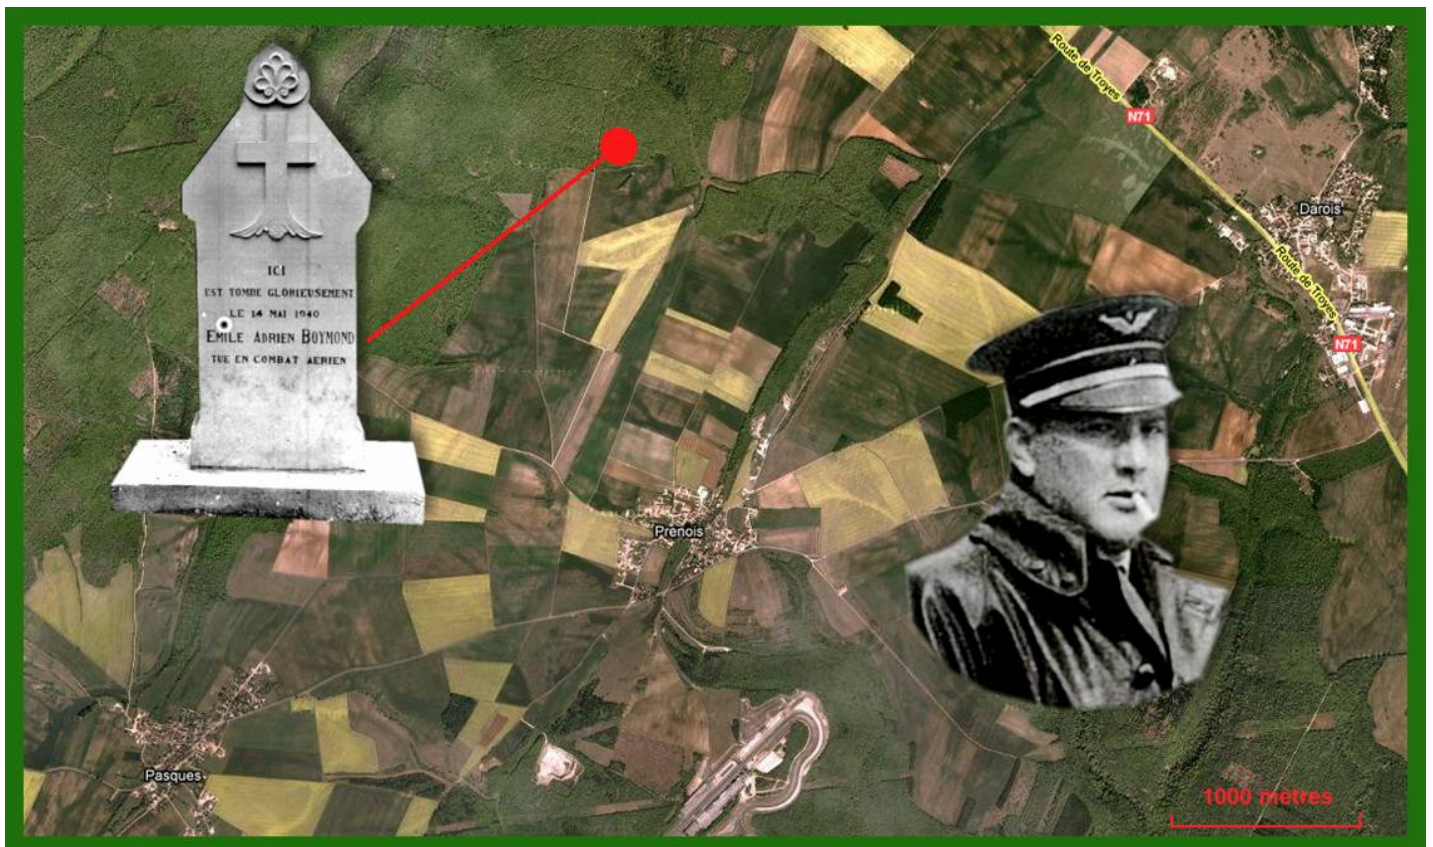 ICI
EST TOMBE GLORIEUSEMENT
LE 14 MAI 1940
EMILE ADRIEN BOYMOND
TUE EN COMBAT AERIEN
Route de Troyes
N71
Darois
Route de Troyes
N71
Prenois
Pasques
1000 mètres